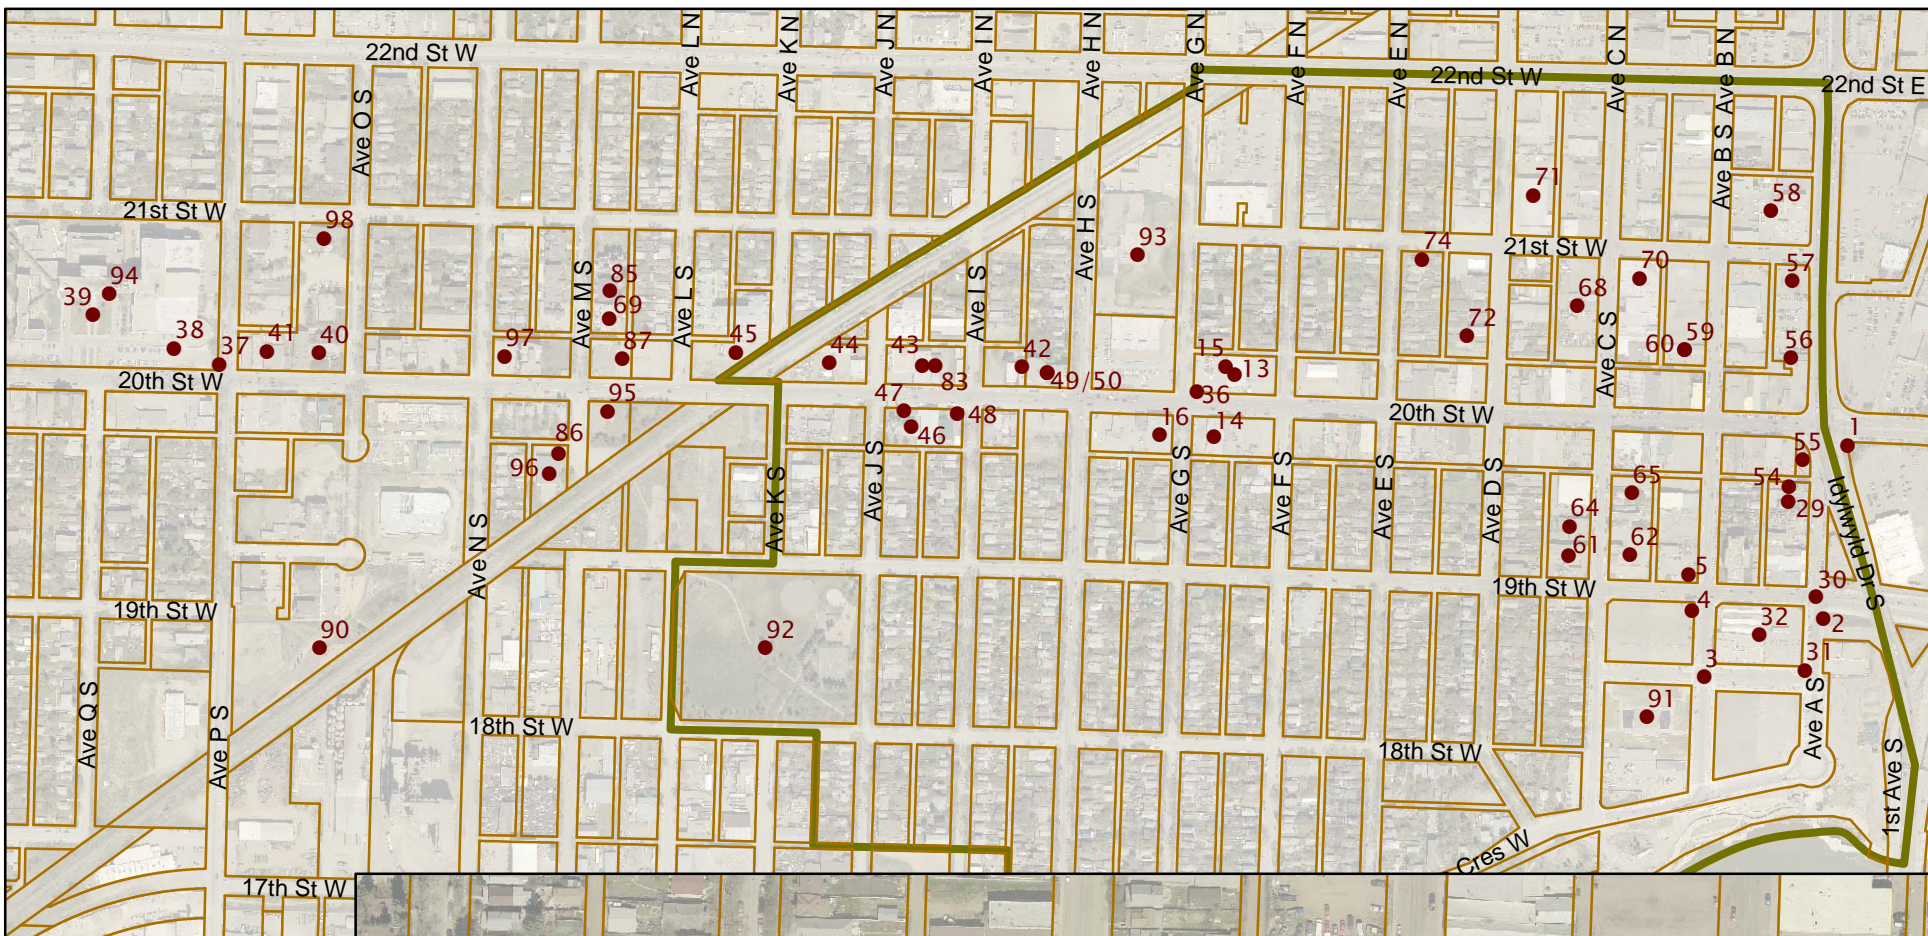 Ave L N
Ave K N
Ave J N
Ave I N
Ave H N
Ave G N
Ave F N
Ave E N
Ave C N
Ave B N
22nd St W
22nd St W
22nd St E
Ave O S
Ave B S
71
58
21st St W
98
93
74
21st St W
Ave H S
94
39
85
69
Ave M S
Ave L S
Ave I S
70
57
68
38
37
41
40
97
87
45
44
43
83
42
49/50
15
13
36
72
60
59
56
Ave C S
20th St W
95
47
46
48
16
14
20th St W
1
86
96
55
54
29
65
64
61
62
5
Ave N S
Ave K S
Ave J S
Ave G S
Ave F S
Ave E S
Ave D S
Idylwyld Dr S
19th St W
19th St W
30
4
32
2
90
92
3
31
91
Ave Q S
Ave P S
18th St W
18th St W
Ave A S
1st Ave S
Cres W
17th St W